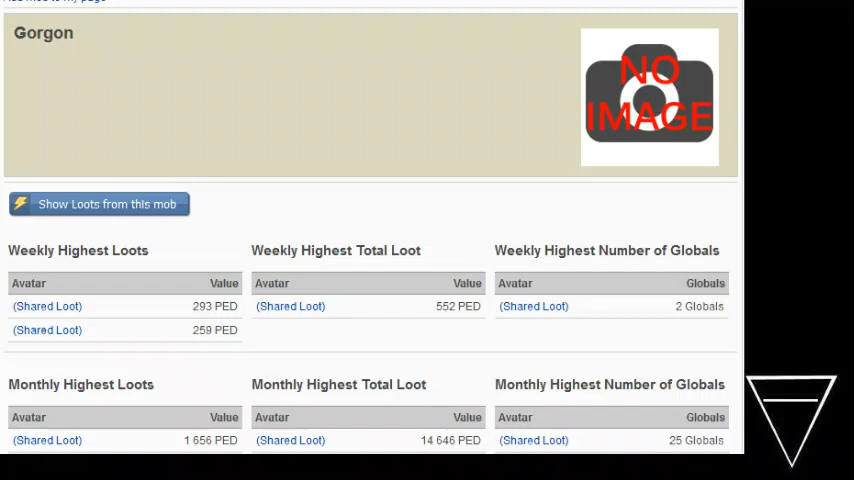 Gorgon
NO
IMAGE
Show Loots from this mob
Weekly Highest Loots
Avatar Value
(Shared Loot) 293 PED
(Shared Loot) 259 PED
Weekly Highest Total Loot
Avatar Value
(Shared Loot) 552 PED
Weekly Highest Number of Globals
Avatar Globals
(Shared Loot) 2 Globals
Monthly Highest Loots
Avatar Value
(Shared Loot) 1 656 PED
Monthly Highest Total Loot
Avatar Value
(Shared Loot) 14 646 PED
Monthly Highest Number of Globals
Avatar Globals
(Shared Loot) 25 Globals